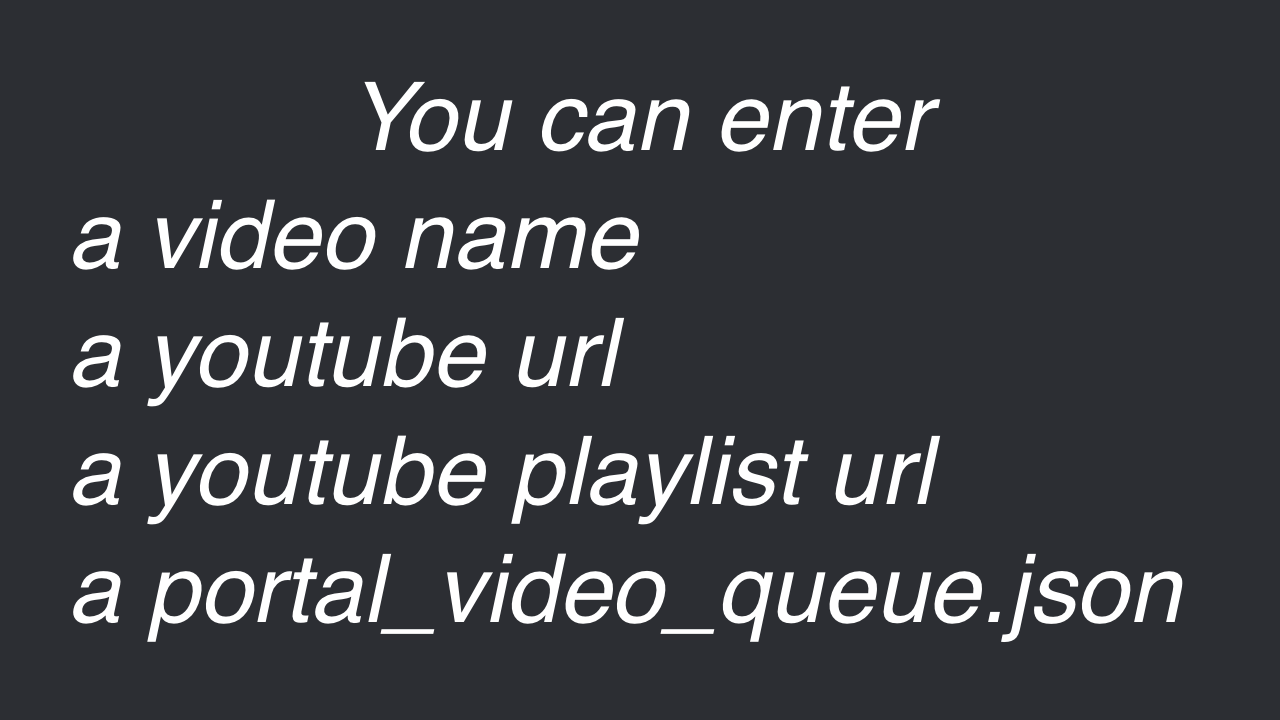 You can enter
a video name
a youtube url
a youtube playlist url
a portal_video_queue.json